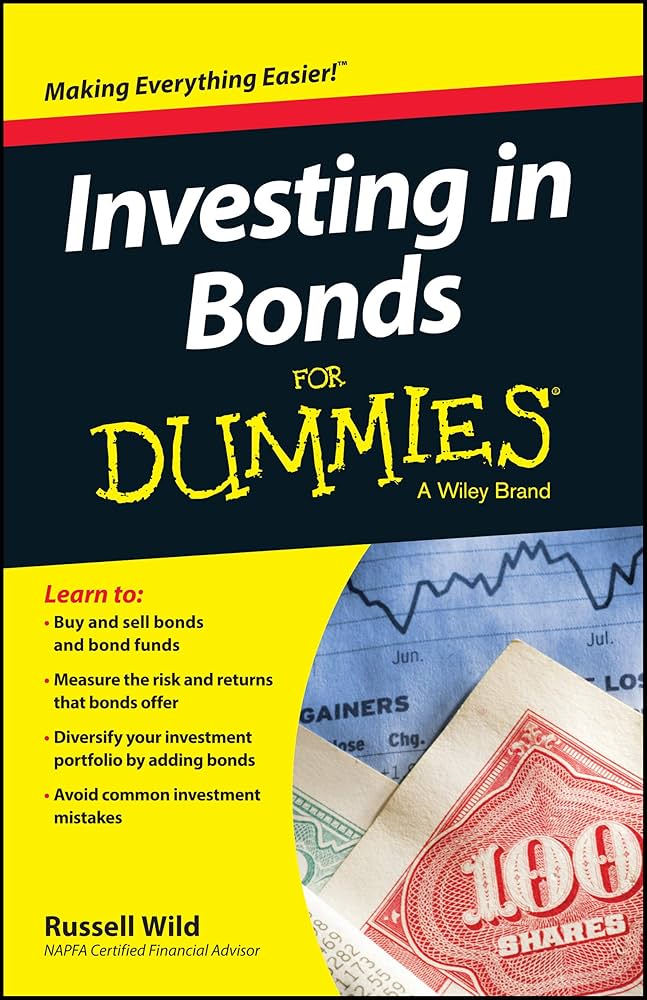 Making Everything Easier!™
Investing in
Bonds
FOR
DUMMIES®
A Wiley Brand
Learn to:
• Buy and sell bonds
and bond funds
• Measure the risk and returns
that bonds offer
• Diversify your investment
portfolio by adding bonds
• Avoid common investment
mistakes
Jun.
Jul.
GAINERS
Chg.
100
SHARES
Russell Wild
NAPFA Certified Financial Advisor